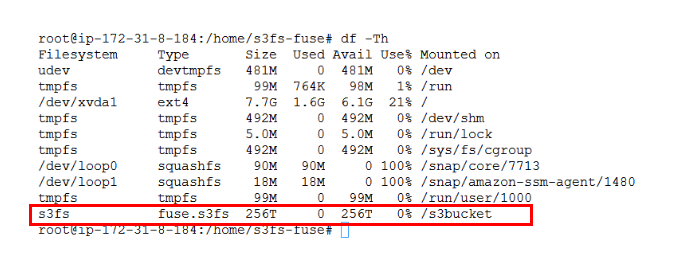 root@ip-172-31-8-184:/home/s3fs-fuse# df -Th
Filesystem Type Size Used Avail Use% Mounted on
udev devtmpfs 481M 0 481M 0% /dev
tmpfs tmpfs 99M 764K 98M 1% /run
/dev/xvda1 ext4 7.7G 1.6G 6.1G 21% /
tmpfs tmpfs 492M 0 492M 0% /dev/shm
tmpfs tmpfs 5.0M 0 5.0M 0% /run/lock
tmpfs tmpfs 492M 0 492M 0% /sys/fs/cgroup
/dev/loop0 squashfs 90M 90M 0 100% /snap/core/7713
/dev/loop1 squashfs 18M 18M 0 100% /snap/amazon-ssm-agent/1480
tmpfs tmpfs 99M 0 99M 0% /run/user/1000
s3fs fuse.s3fs 256T 0 256T 0% /s3bucket
root@ip-172-31-8-184:/home/s3fs-fuse#